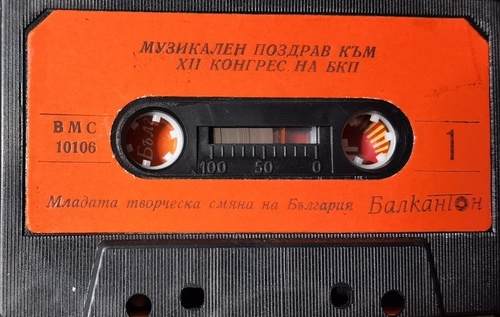 МУЗИКАЛЕН ПОЗДРАВ КЪМ
XII КОНГРЕС НА БКП
ВМС
10106
1
100 50 0
Младата творческа смяна на България
Балкантон